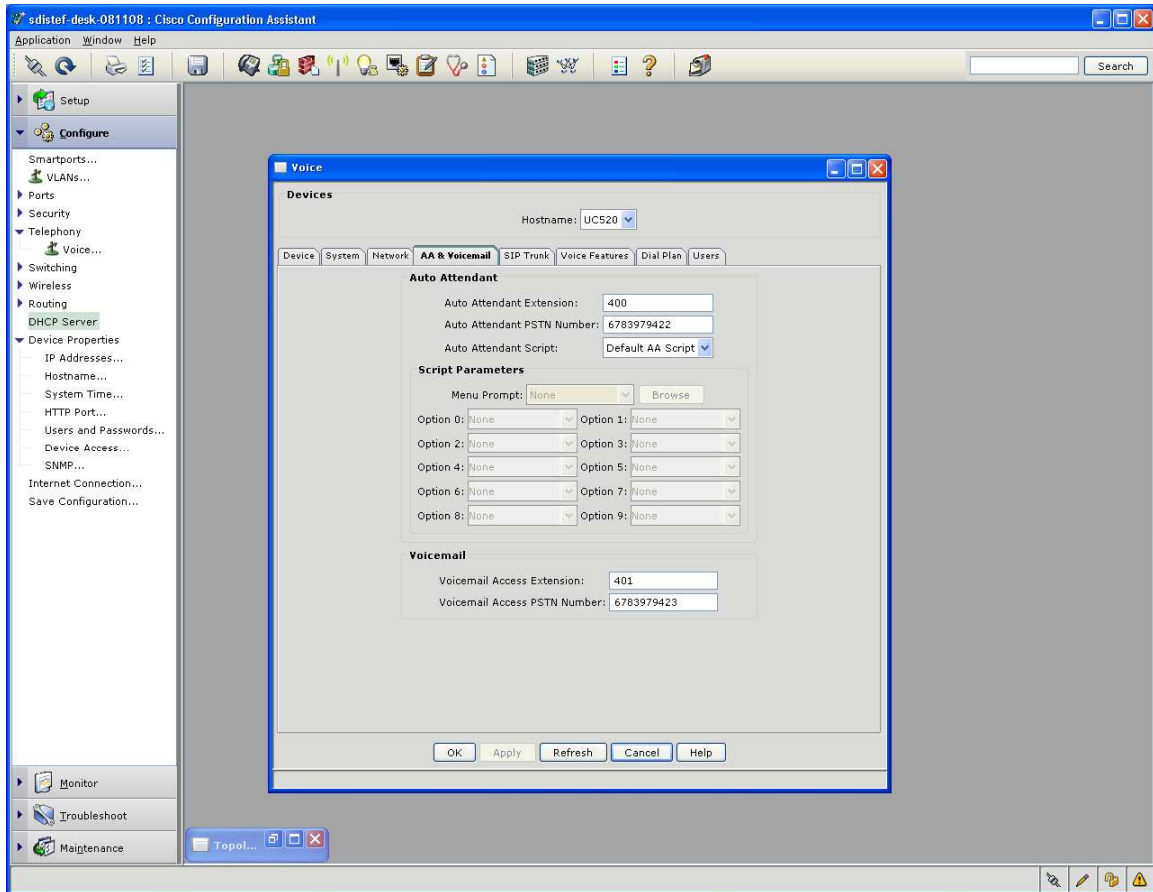 sdistef-desk-081108 : Cisco Configuration Assistant
Application Window Help
Search
Setup
Configure
Smartports...
VLANs...
Ports
Security
Telephony
Voice...
Switching
Wireless
Routing
DHCP Server
Device Properties
IP Addresses...
Hostname...
System Time...
HTTP Port...
Users and Passwords...
Device Access...
SNMP...
Internet Connection...
Save Configuration...
Monitor
Troubleshoot
Maintenance
Voice
Devices
Hostname: UC520
Device System Network AA & Voicemail SIP Trunk Voice Features Dial Plan Users
Auto Attendant
Auto Attendant Extension: 400
Auto Attendant PSTN Number: 6783979422
Auto Attendant Script: Default AA Script
Script Parameters
Menu Prompt: None Browse
Option 0: None Option 1: None
Option 2: None Option 3: None
Option 4: None Option 5: None
Option 6: None Option 7: None
Option 8: None Option 9: None
Voicemail
Voicemail Access Extension: 401
Voicemail Access PSTN Number: 6783979423
OK Apply Refresh Cancel Help
Topol...